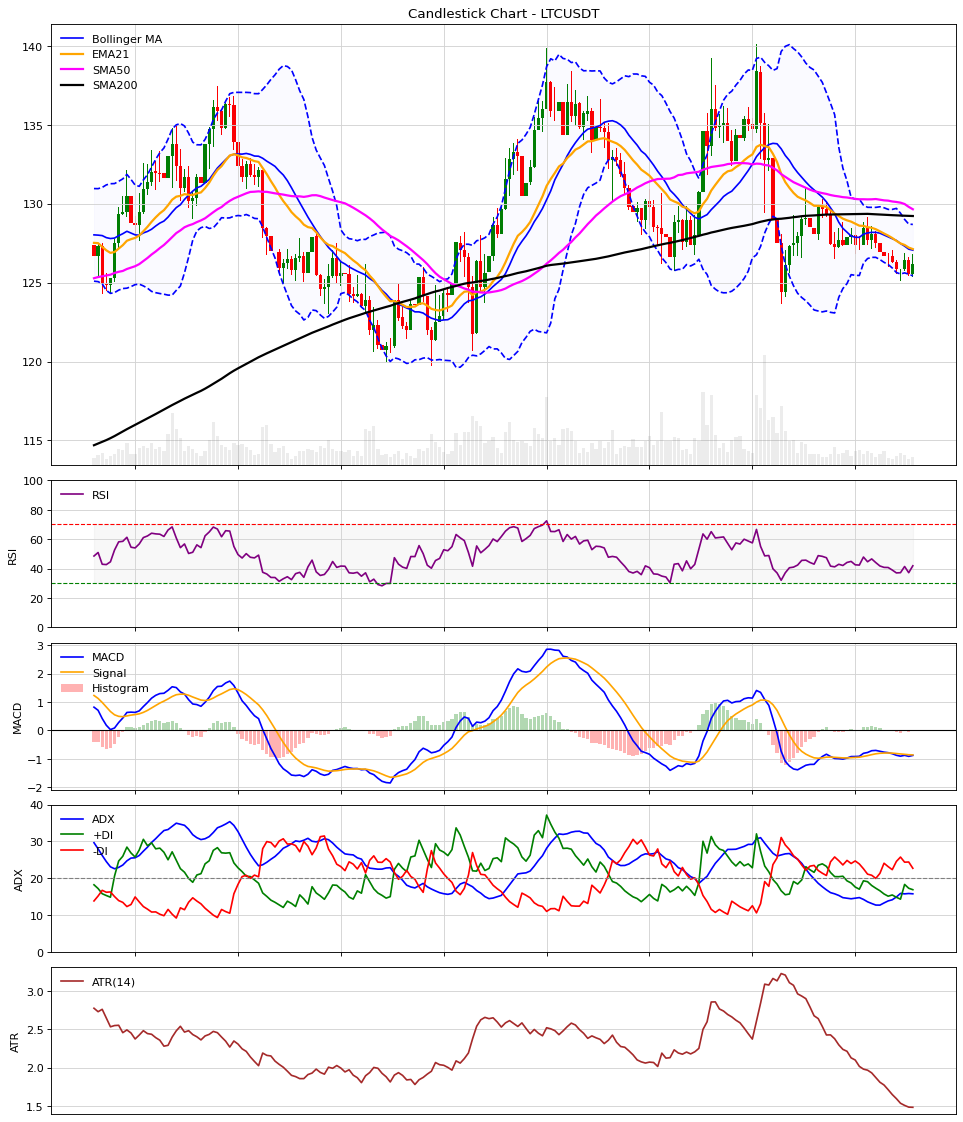 Candlestick Chart - LTCUSDT
Bollinger MA
EMA21
SMA50
SMA200
140
135
130
125
120
115
RSI
RSI
100
80
60
40
20
0
MACD
Signal
Histogram
MACD
3
2
1
0
−1
−2
ADX
+DI
-DI
ADX
40
30
20
10
0
ATR(14)
ATR
3.0
2.5
2.0
1.5